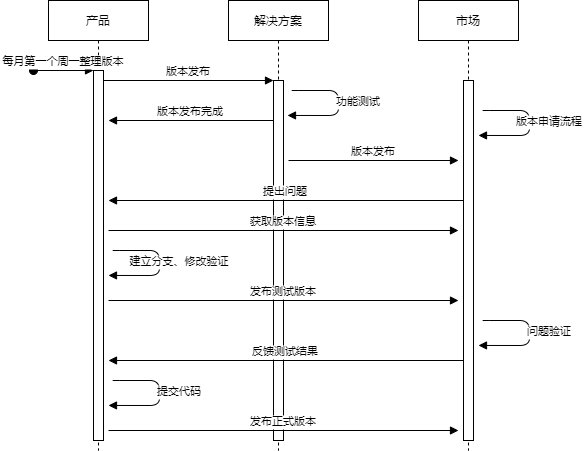 产品
解决方案
市场
每月第一个周一整理版本
版本发布
功能测试
版本发布完成
版本申请流程
版本发布
提出问题
获取版本信息
建立分支、修改验证
发布测试版本
问题验证
反馈测试结果
提交代码
发布正式版本